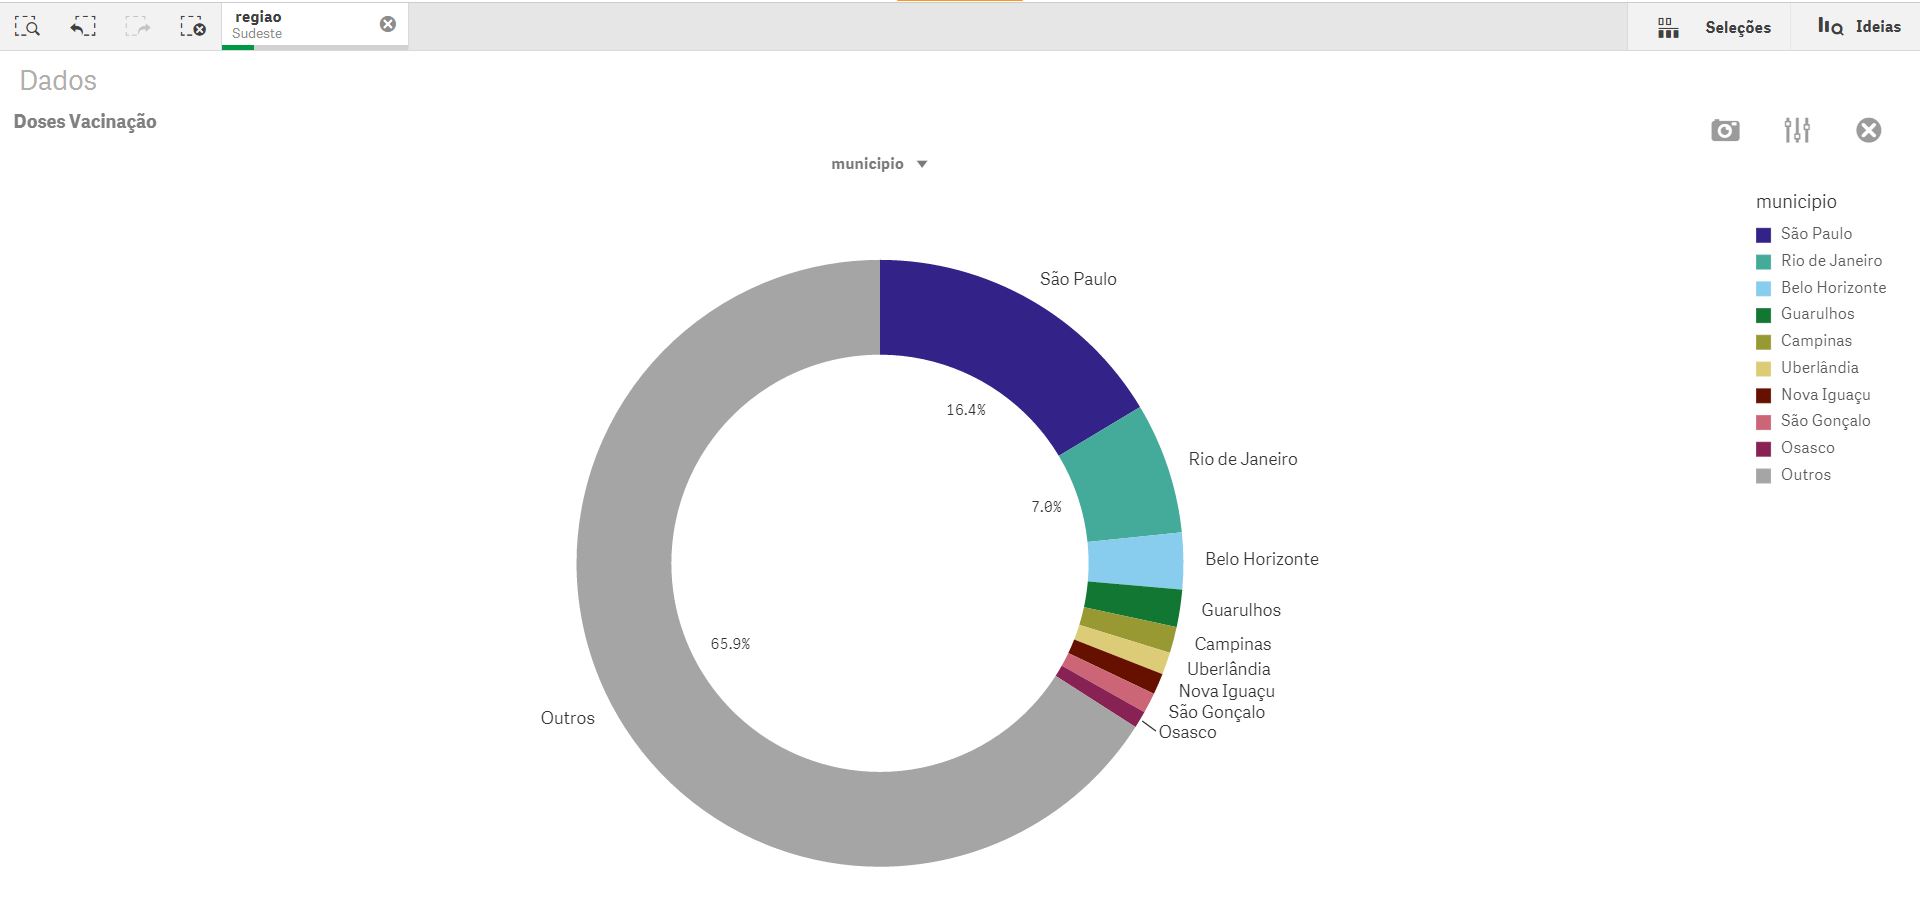 regiao
Sudeste
Seleções
Ideias
Dados
Doses Vacinação
municipio
municipio
São Paulo
Rio de Janeiro
Belo Horizonte
Guarulhos
Campinas
Uberlândia
Nova Iguaçu
São Gonçalo
Osasco
Outros
São Paulo
16.4%
Rio de Janeiro
7.0%
Belo Horizonte
Guarulhos
Campinas
Uberlândia
Nova Iguaçu
São Gonçalo
Osasco
65.9%
Outros